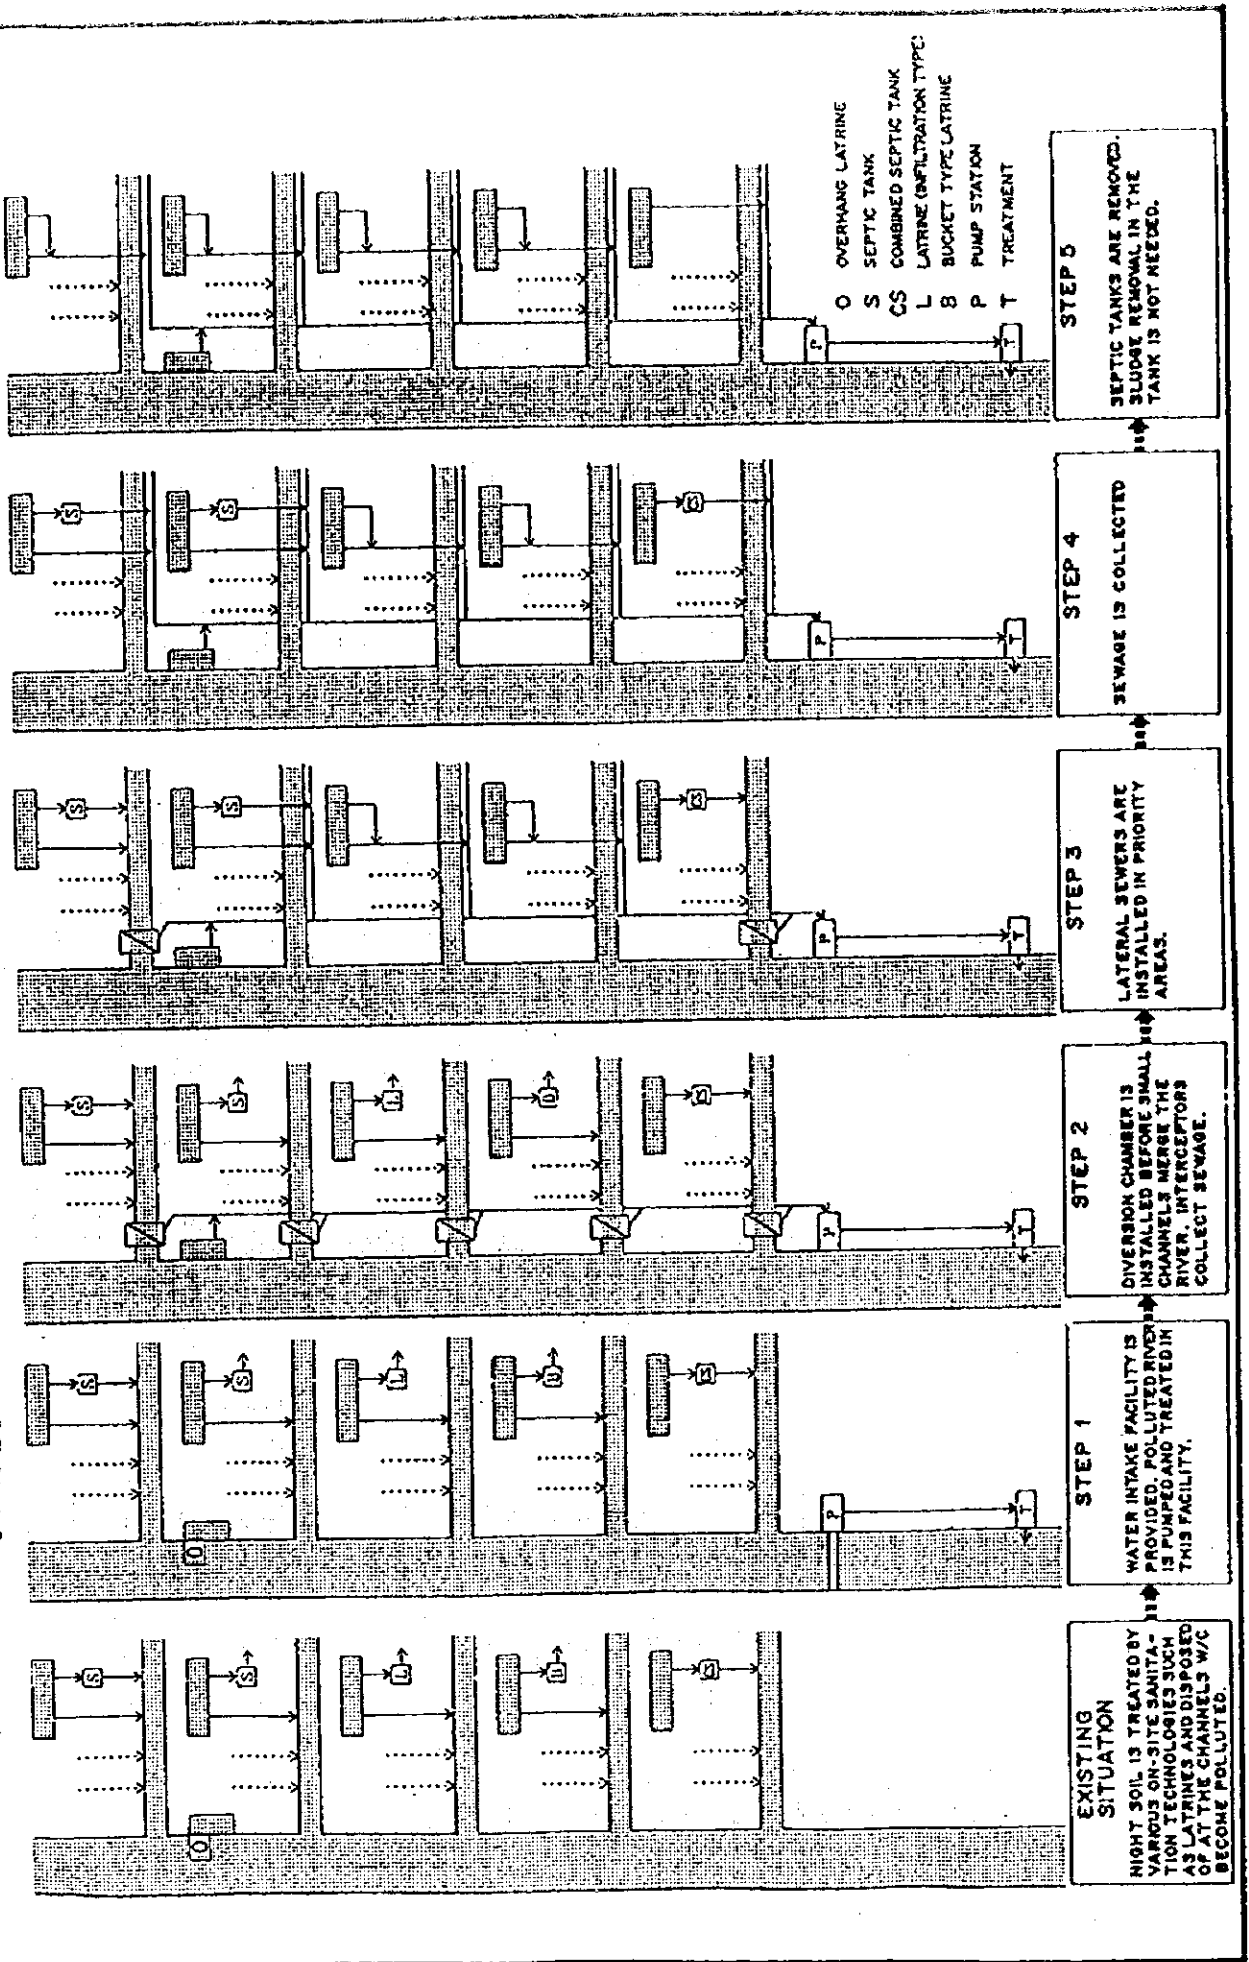 EXISTING
SITUATION
NIGHT SOIL IS TREATED BY
VARIOUS ON-SITE SANITA-
TION TECHNOLOGIES SUCH
AS LATRINES AND DISPOSED
OF AT THE CHANNELS W/C
BECOME POLLUTED.
STEP 1
WATER INTAKE FACILITY IS
PROVIDED. POLLUTED RIVER
IS PUMPED AND TREATED IN
THIS FACILITY.
STEP 2
DIVERSION CHAMBER IS
INSTALLED BEFORE SMALL
CHANNELS MERGE THE
RIVER. INTERCEPTORS
COLLECT SEWAGE.
STEP 3
LATERAL SEWERS ARE
INSTALLED IN PRIORITY
AREAS.
STEP 4
SEWAGE IS COLLECTED
STEP 5
SEPTIC TANKS ARE REMOVED.
SLUDGE REMOVAL IN THE
TANK IS NOT NEEDED.
O OVERHANG LATRINE
S SEPTIC TANK
CS COMBINED SEPTIC TANK
L LATRINE (INFILTRATION TYPE)
B BUCKET TYPE LATRINE
P PUMP STATION
T TREATMENT
S
S
L
CS
O
S
S
L
CS
O
P
T
S
S
L
CS
P
T
S
S
CS
P
T
S
S
CS
P
T
P
T